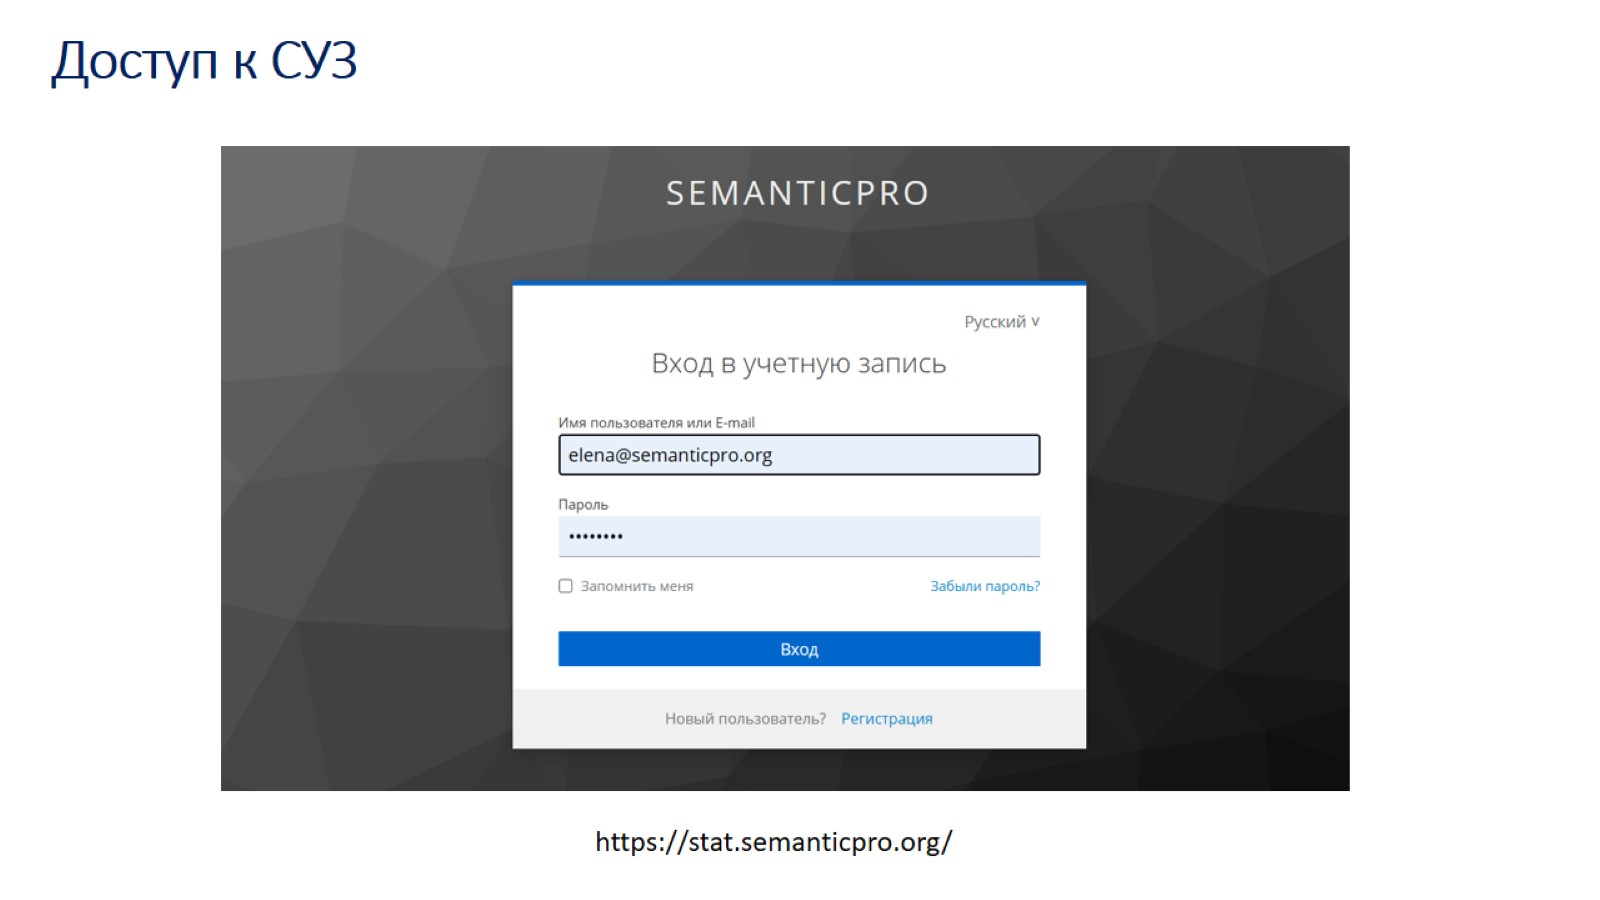 Доступ к СУЗ
SEMANTICPRO
Русский v
Вход в учетную запись
Имя пользователя или E-mail
elena@semanticpro.org
Пароль
••••••••
Запомнить меня
Забыли пароль?
Вход
Новый пользователь? Регистрация
https://stat.semanticpro.org/